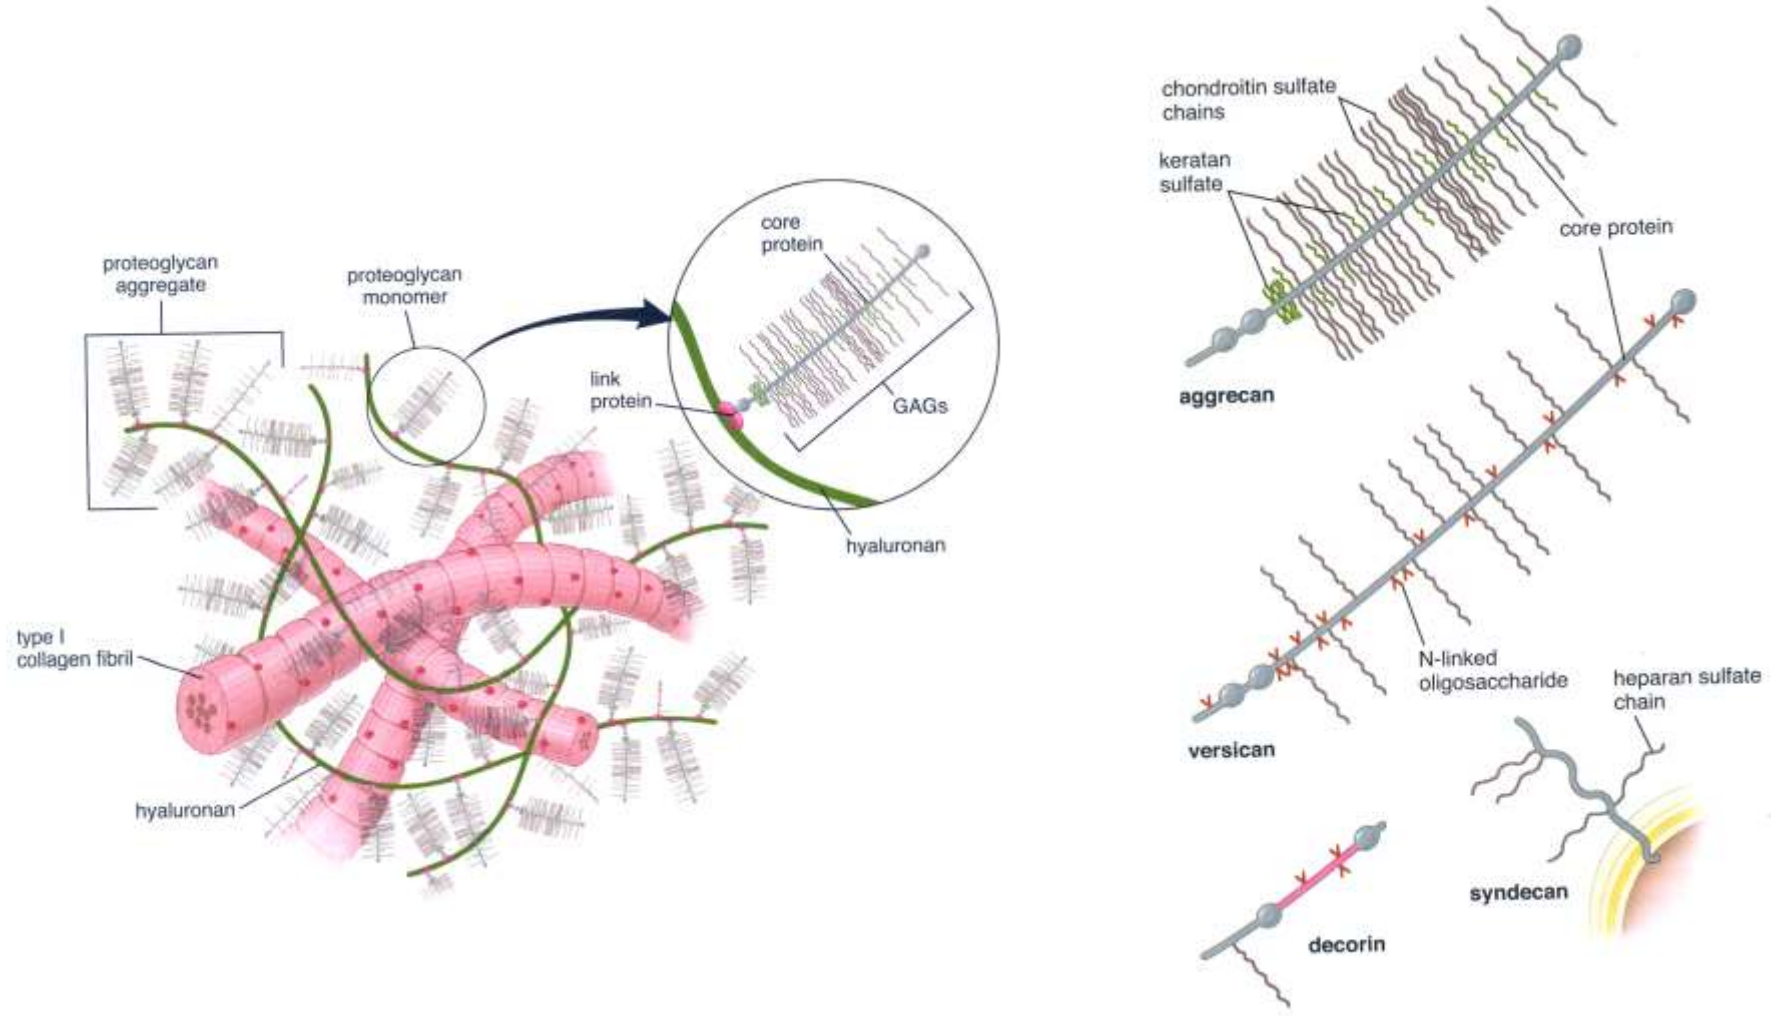 proteoglycan
aggregate
proteoglycan
monomer
core
protein
link
protein
GAGs
hyaluronan
type I
collagen fibril
hyaluronan
chondroitin sulfate
chains
keratan
sulfate
core protein
aggrecan
N-linked
oligosaccharide
versican
heparan sulfate
chain
syndecan
decorin